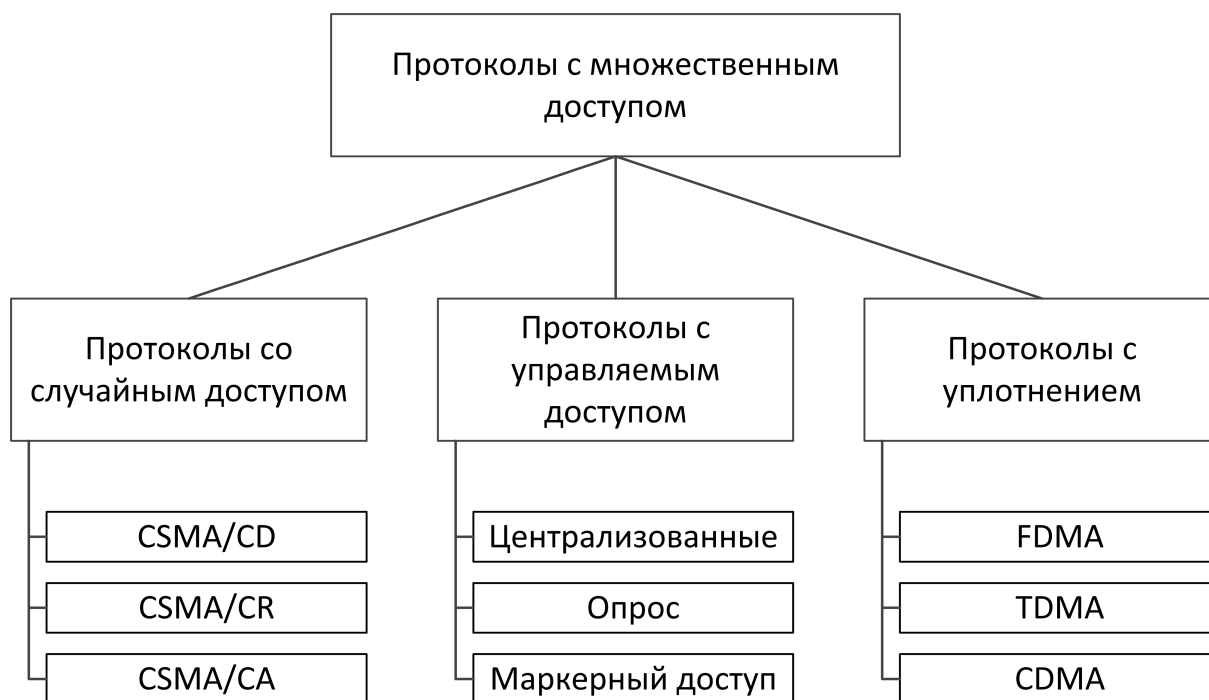 Протоколы с множественным
доступом
Протоколы со
случайным доступом
CSMA/CD
CSMA/CR
CSMA/CA
Протоколы с
управляемым
доступом
Централизованные
Опрос
Маркерный доступ
Протоколы с
уплотнением
FDMA
TDMA
CDMA